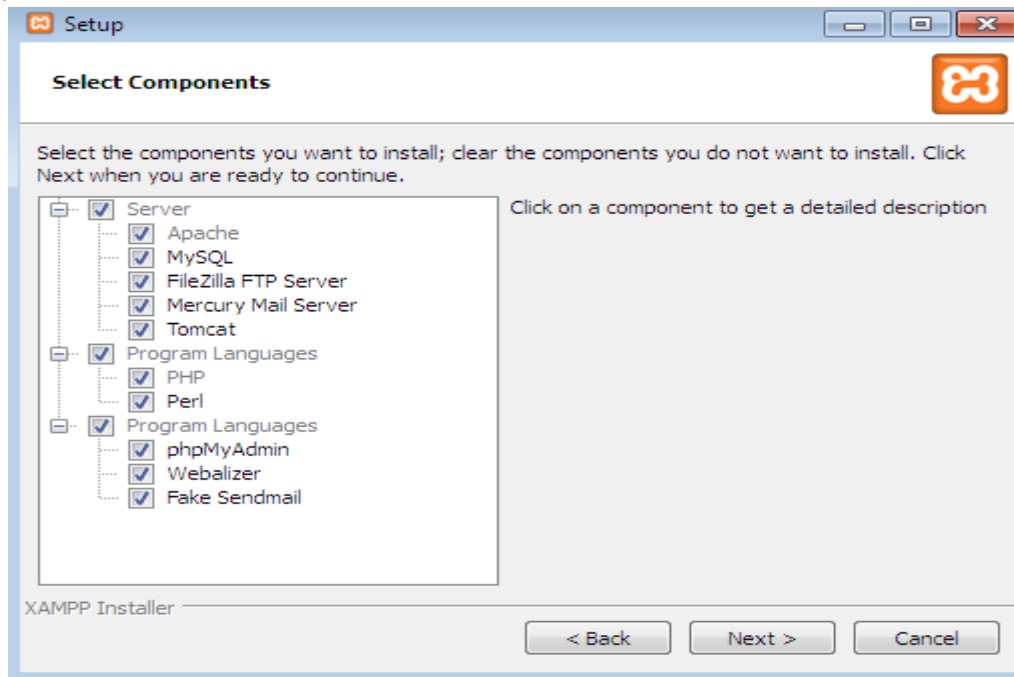 Setup
Select Components
Select the components you want to install; clear the components you do not want to install. Click
Next when you are ready to continue.
Server
Apache
MySQL
FileZilla FTP Server
Mercury Mail Server
Tomcat
Program Languages
PHP
Perl
Program Languages
phpMyAdmin
Webalizer
Fake Sendmail
Click on a component to get a detailed description
XAMPP Installer
< Back
Next >
Cancel